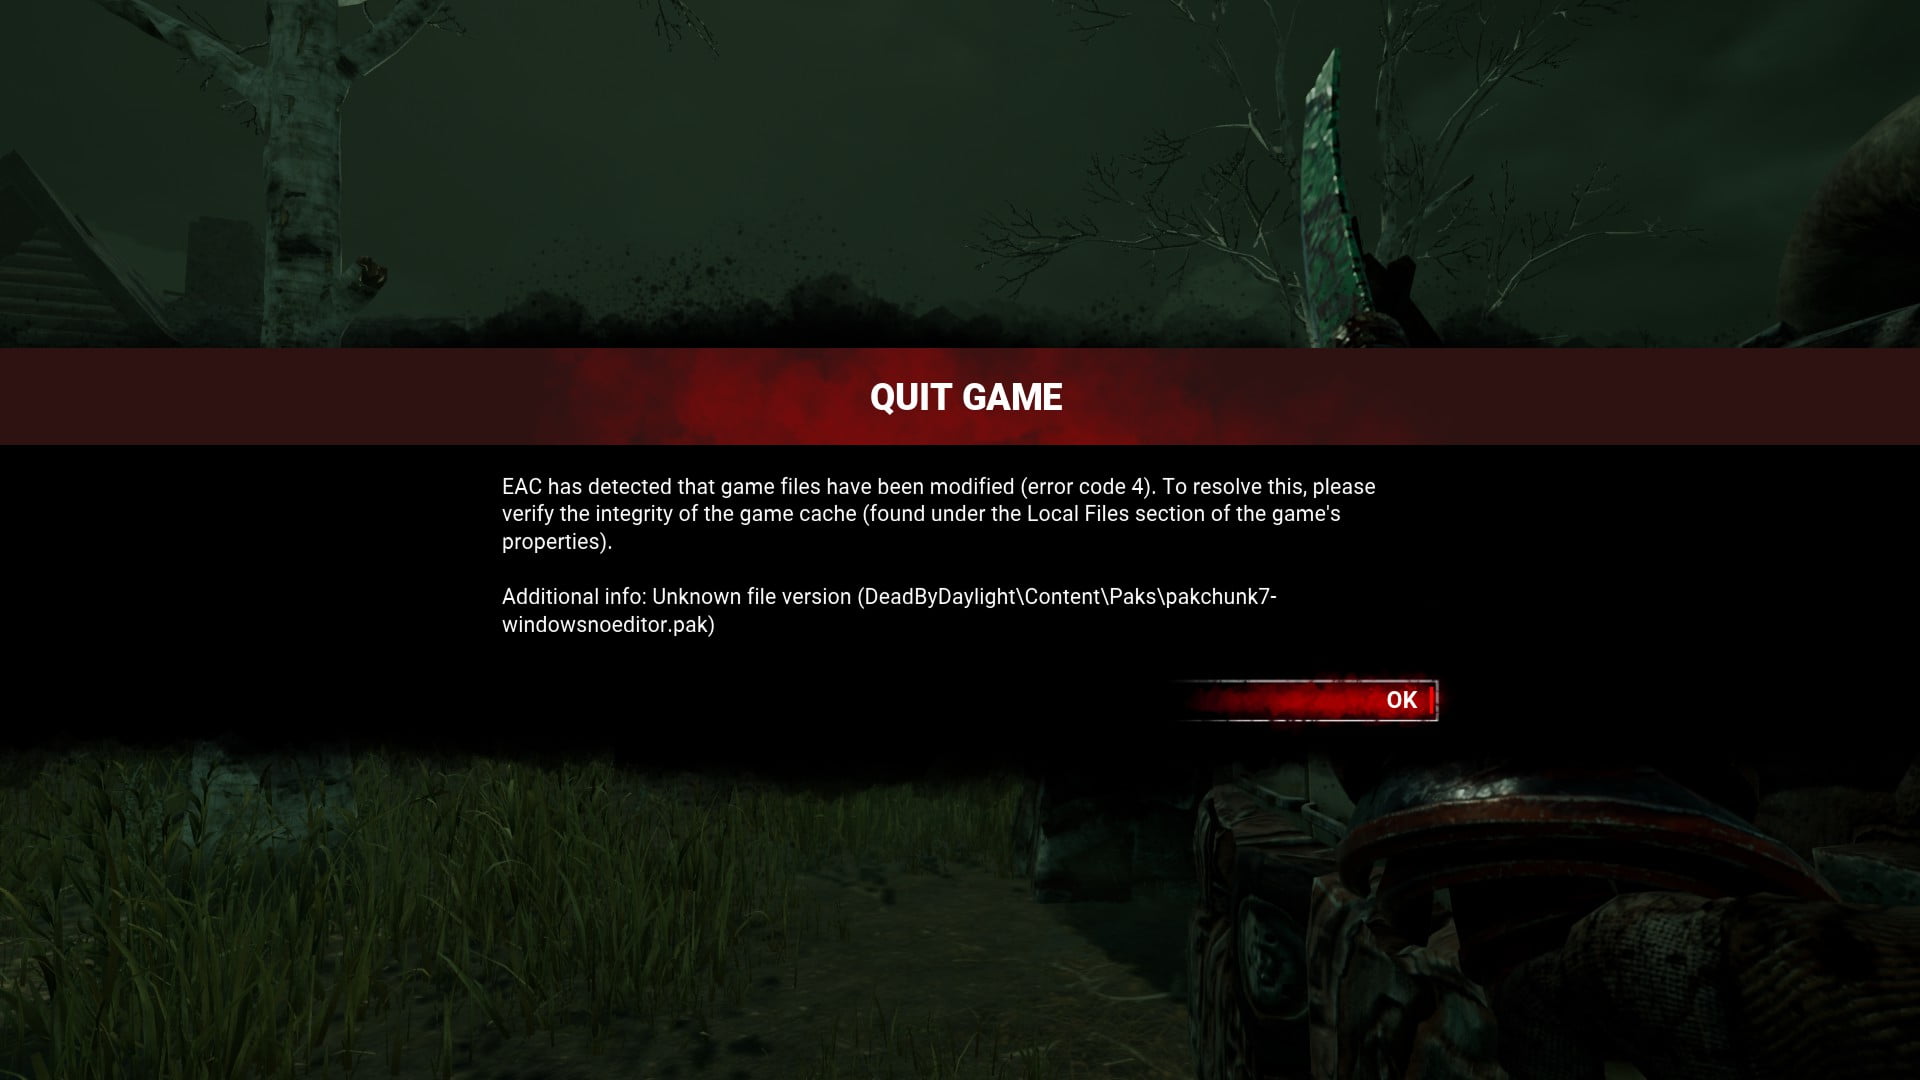 QUIT GAME
EAC has detected that game files have been modified (error code 4). To resolve this, please
verify the integrity of the game cache (found under the Local Files section of the game's
properties).
Additional info: Unknown file version (DeadByDaylight\Content\Paks\pakchunk7-
windowsnoeditor.pak)
OK